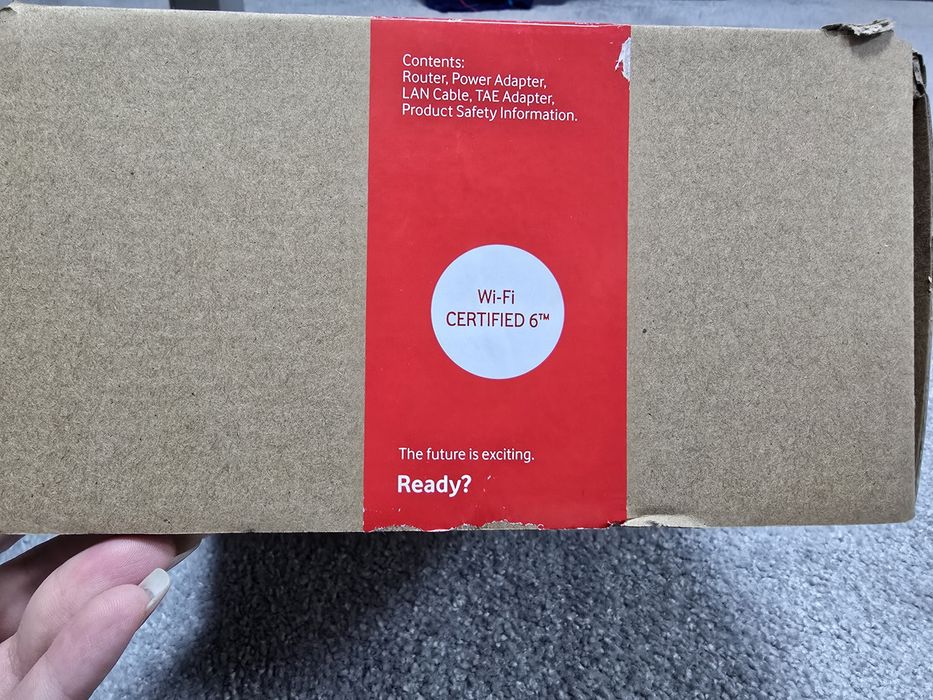 Contents:
Router, Power Adapter,
LAN Cable, TAE Adapter,
Product Safety Information.
Wi-Fi
CERTIFIED 6™
The future is exciting.
Ready?